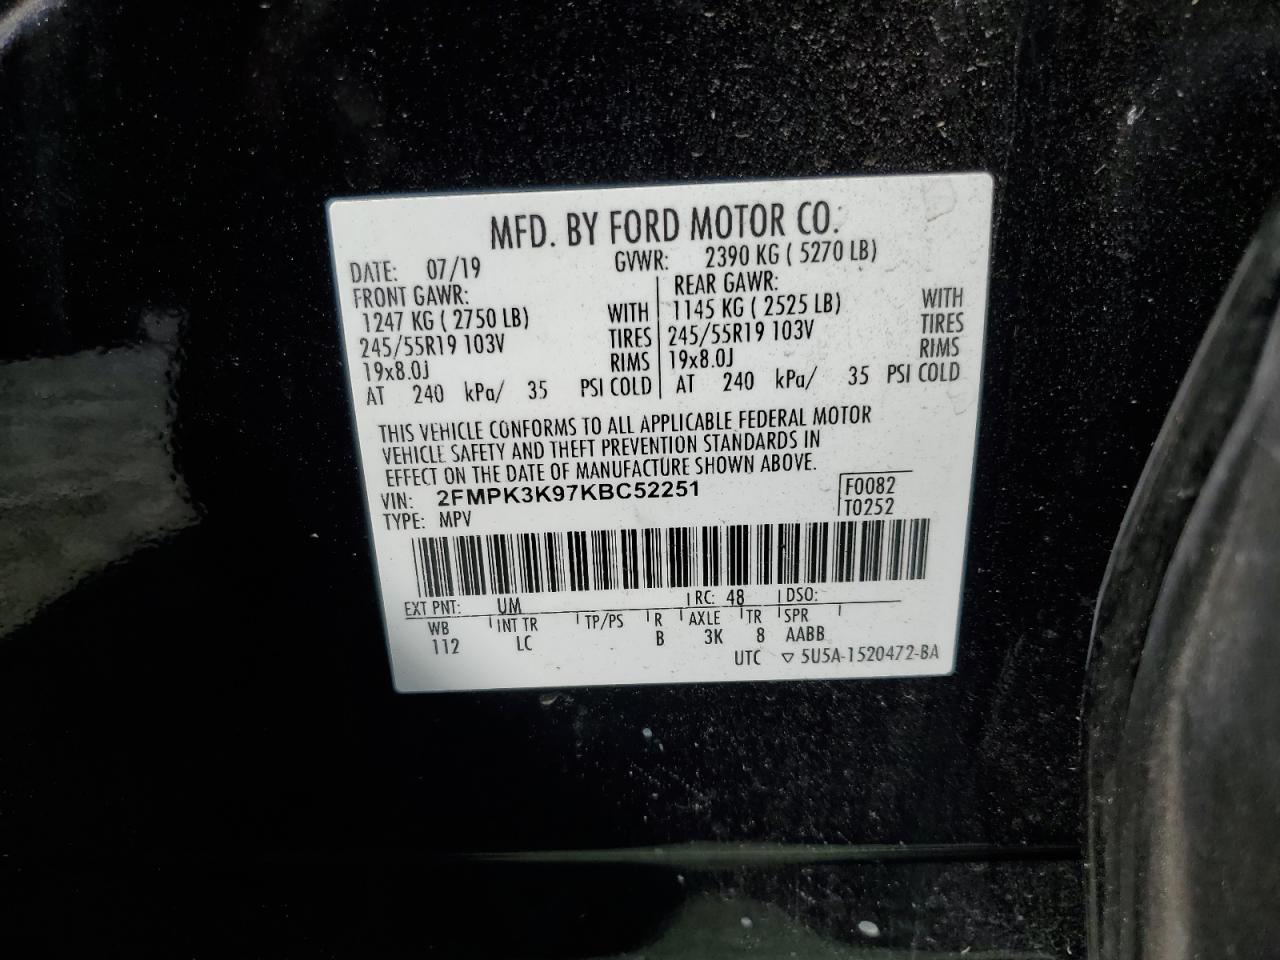 MFD. BY FORD MOTOR CO.
DATE: 07/19 GVWR: 2390 KG ( 5270 LB)
FRONT GAWR: REAR GAWR:
1247 KG ( 2750 LB) WITH 1145 KG ( 2525 LB) WITH
245/55R19 103V TIRES 245/55R19 103V TIRES
19x8.0J RIMS 19x8.0J RIMS
AT 240 kPa/ 35 PSI COLD AT 240 kPa/ 35 PSI COLD
THIS VEHICLE CONFORMS TO ALL APPLICABLE FEDERAL MOTOR
VEHICLE SAFETY AND THEFT PREVENTION STANDARDS IN
EFFECT ON THE DATE OF MANUFACTURE SHOWN ABOVE.
VIN: 2FMPK3K97KBC52251 F0082
TYPE: MPV T0252
EXT PNT: UM RC: 48 DSO:
WB INT TR TP/PS R AXLE TR SPR
112 LC B 3K 8 AABB
UTC ▽ 5U5A-1520472-BA